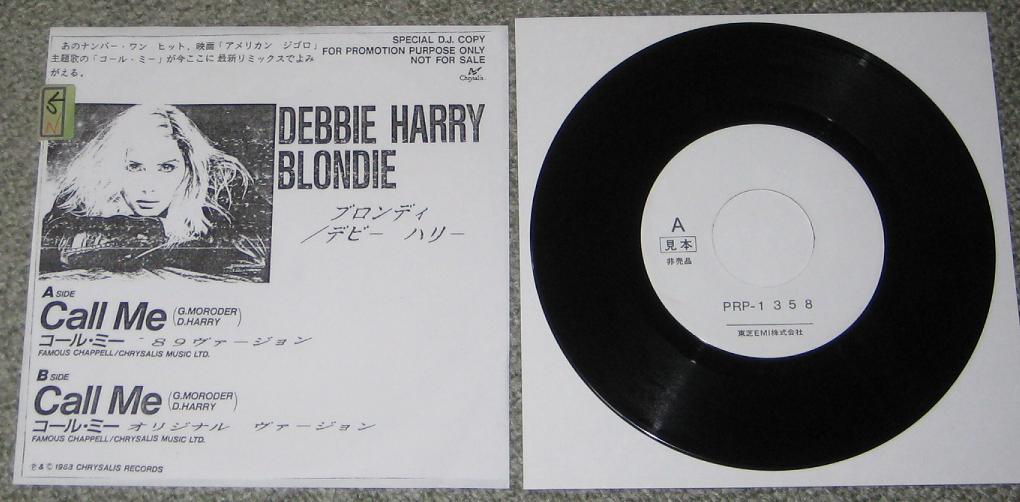 あのナンバー・ワン ヒット、映画「アメリカン ジゴロ」
主題歌の「コール・ミー」が今ここに 最新リミックスでよみ
がえる。
SPECIAL D.J. COPY
FOR PROMOTION PURPOSE ONLY
NOT FOR SALE
Chrysalis
DEBBIE HARRY
BLONDIE
ブロンディ
/デビー ハリー
A SIDE
Call Me (G.MORODER D.HARRY)
コール・ミー '89ヴァージョン
FAMOUS CHAPPELL/CHRYSALIS MUSIC LTD.
B SIDE
Call Me (G.MORODER D.HARRY)
コール・ミー オリジナル ヴァージョン
FAMOUS CHAPPELL/CHRYSALIS MUSIC LTD.
℗ & © 1988 CHRYSALIS RECORDS
A
見本
非売品
PRP-1358
東芝EMI株式会社